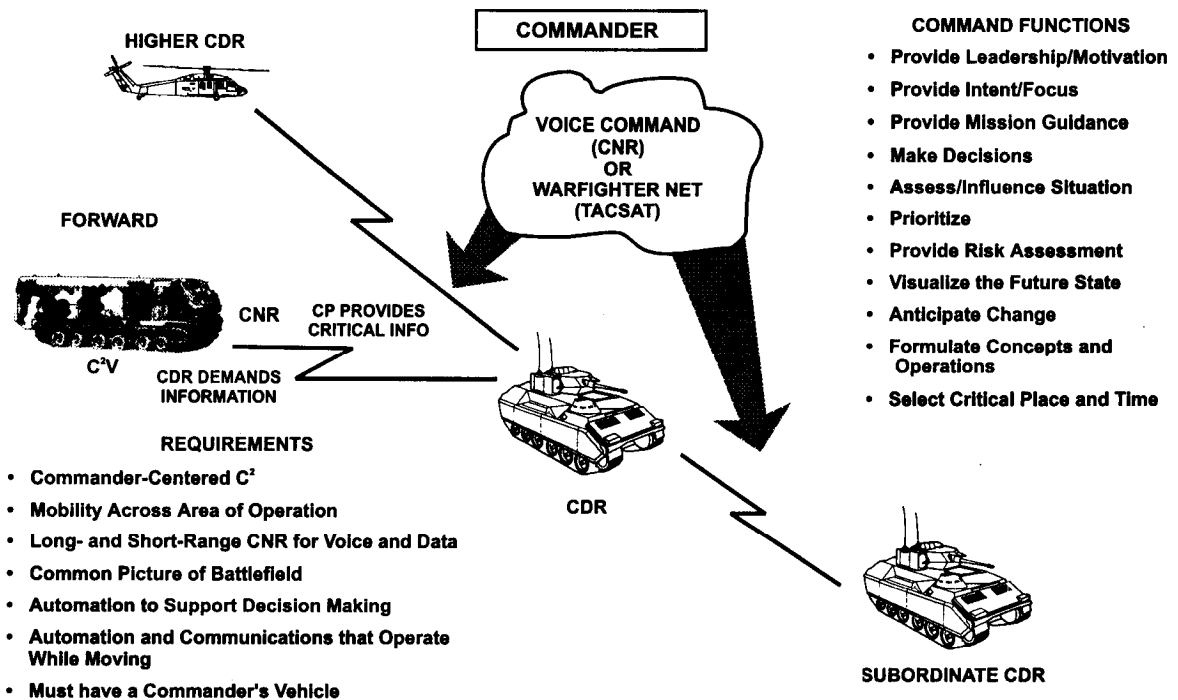 COMMANDER
HIGHER CDR
VOICE COMMAND
(CNR)
OR
WARFIGHTER NET
(TACSAT)
FORWARD
CNR
CP PROVIDES
CRITICAL INFO
C²V
CDR DEMANDS
INFORMATION
CDR
SUBORDINATE CDR
REQUIREMENTS
• Commander-Centered C²
• Mobility Across Area of Operation
• Long- and Short-Range CNR for Voice and Data
• Common Picture of Battlefield
• Automation to Support Decision Making
• Automation and Communications that Operate
While Moving
• Must have a Commander's Vehicle
COMMAND FUNCTIONS
• Provide Leadership/Motivation
• Provide Intent/Focus
• Provide Mission Guidance
• Make Decisions
• Assess/Influence Situation
• Prioritize
• Provide Risk Assessment
• Visualize the Future State
• Anticipate Change
• Formulate Concepts and
Operations
• Select Critical Place and Time